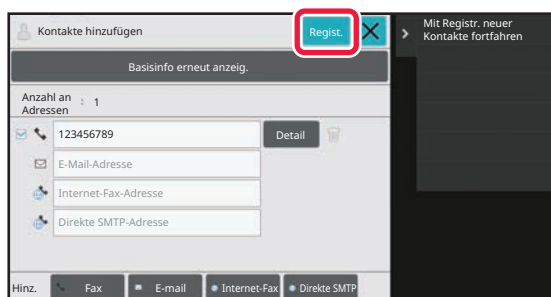 Kontakte hinzufügen
Regist.
Mit Registr. neuer
Kontakte fortfahren
Basisinfo erneut anzeig.
Anzahl an
Adressen
: 1
123456789
Detail
E-Mail-Adresse
Internet-Fax-Adresse
Direkte SMTP-Adresse
Hinz.
Fax
E-mail
Internet-Fax
Direkte SMTP